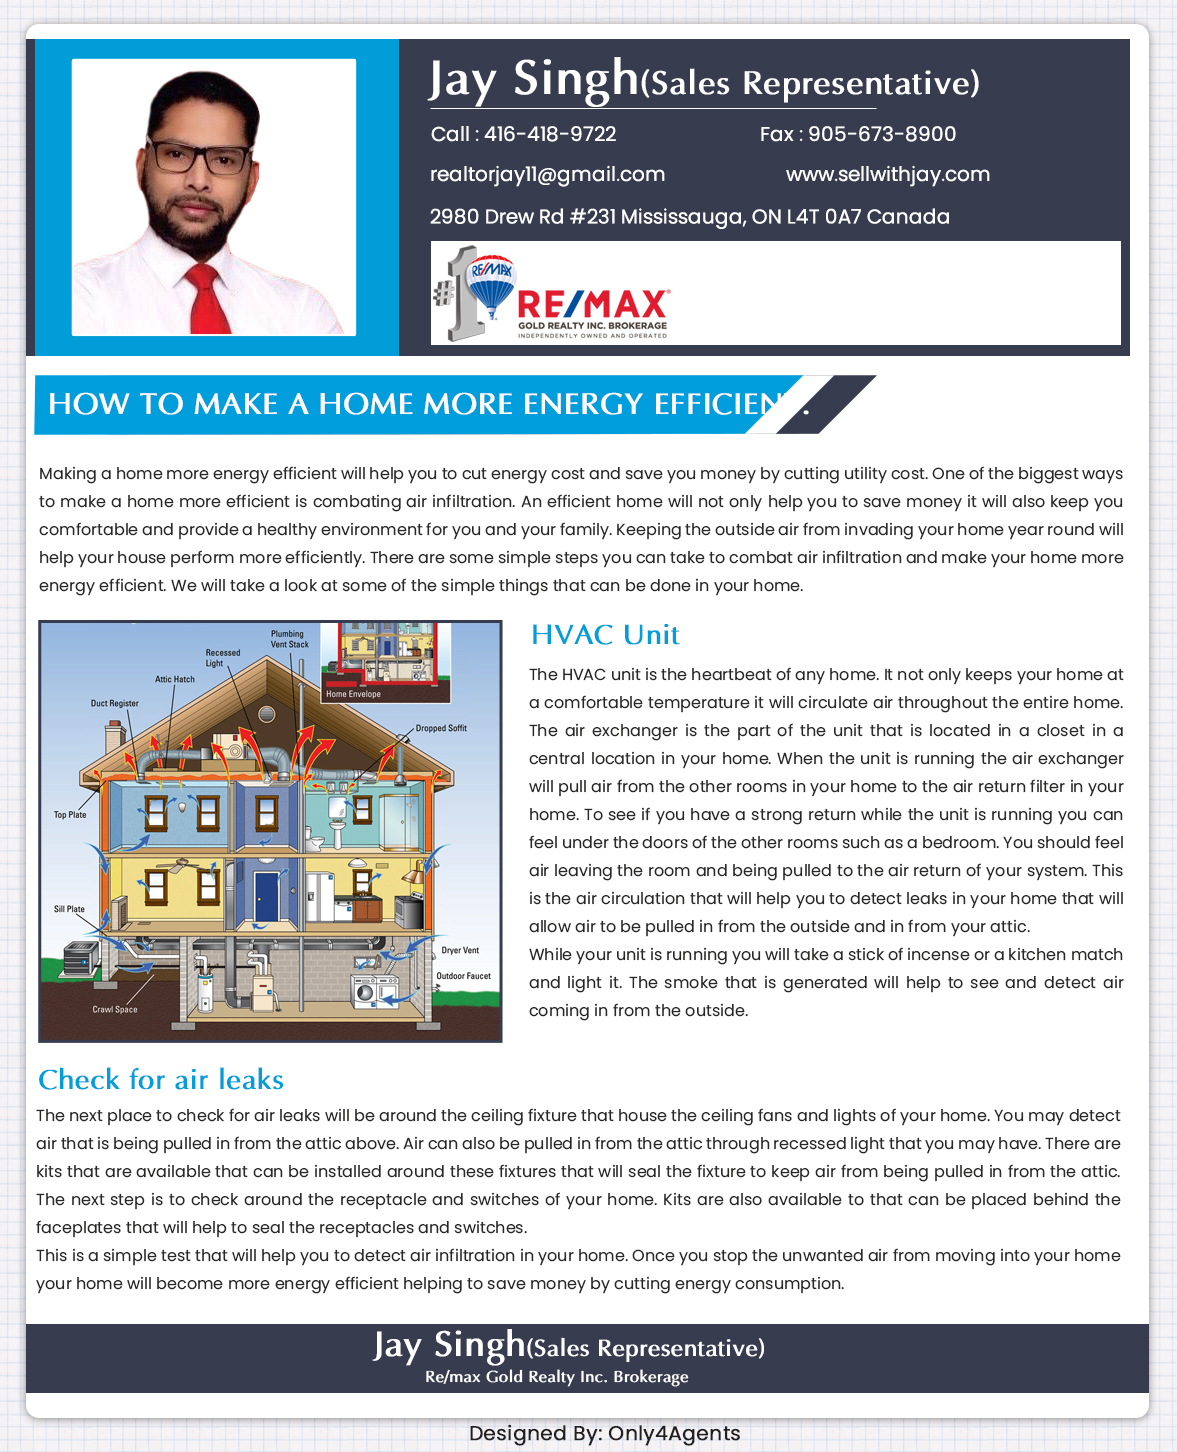 Jay Singh(Sales Representative)
Call : 416-418-9722 Fax : 905-673-8900
realtorjay11@gmail.com www.sellwithjay.com
2980 Drew Rd #231 Mississauga, ON L4T 0A7 Canada
#1 RE/MAX
RE/MAX®
GOLD REALTY INC. BROKERAGE
INDEPENDENTLY OWNED AND OPERATED
HOW TO MAKE A HOME MORE ENERGY EFFICIENT.
Making a home more energy efficient will help you to cut energy cost and save you money by cutting utility cost. One of the biggest ways
to make a home more efficient is combating air infiltration. An efficient home will not only help you to save money it will also keep you
comfortable and provide a healthy environment for you and your family. Keeping the outside air from invading your home year round will
help your house perform more efficiently. There are some simple steps you can take to combat air infiltration and make your home more
energy efficient. We will take a look at some of the simple things that can be done in your home.
Plumbing
Vent Stack
Recessed
Light
Attic Hatch
Duct Register
Home Envelope
Dropped Soffit
Top Plate
Sill Plate
Dryer Vent
Outdoor Faucet
Crawl Space
HVAC Unit
The HVAC unit is the heartbeat of any home. It not only keeps your home at
a comfortable temperature it will circulate air throughout the entire home.
The air exchanger is the part of the unit that is located in a closet in a
central location in your home. When the unit is running the air exchanger
will pull air from the other rooms in your home to the air return filter in your
home. To see if you have a strong return while the unit is running you can
feel under the doors of the other rooms such as a bedroom. You should feel
air leaving the room and being pulled to the air return of your system. This
is the air circulation that will help you to detect leaks in your home that will
allow air to be pulled in from the outside and in from your attic.
While your unit is running you will take a stick of incense or a kitchen match
and light it. The smoke that is generated will help to see and detect air
coming in from the outside.
Check for air leaks
The next place to check for air leaks will be around the ceiling fixture that house the ceiling fans and lights of your home. You may detect
air that is being pulled in from the attic above. Air can also be pulled in from the attic through recessed light that you may have. There are
kits that are available that can be installed around these fixtures that will seal the fixture to keep air from being pulled in from the attic.
The next step is to check around the receptacle and switches of your home. Kits are also available to that can be placed behind the
faceplates that will help to seal the receptacles and switches.
This is a simple test that will help you to detect air infiltration in your home. Once you stop the unwanted air from moving into your home
your home will become more energy efficient helping to save money by cutting energy consumption.
Jay Singh(Sales Representative)
Re/max Gold Realty Inc. Brokerage
Designed By: Only4Agents